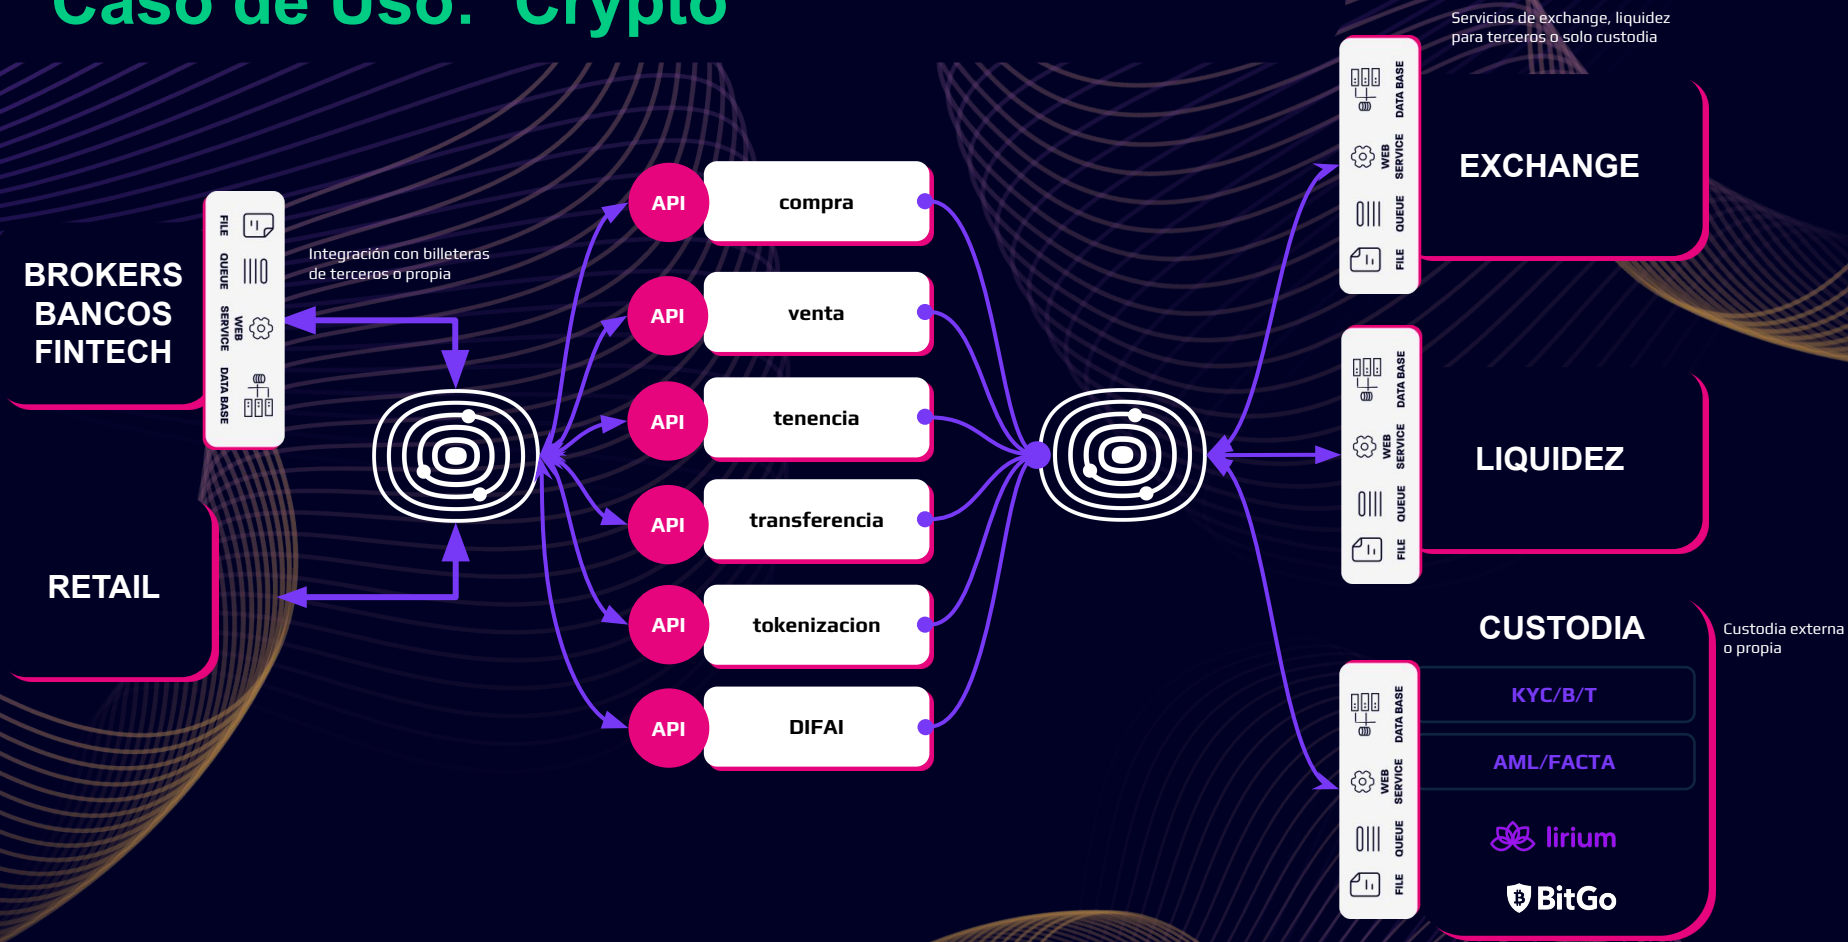 Caso de Uso: Crypto
Servicios de exchange, liquidez
para terceros o solo custodia
BROKERS
BANCOS
FINTECH
FILE
QUEUE
WEB
SERVICE
DATA BASE
Integración con billeteras
de terceros o propia
RETAIL
API
compra
API
venta
API
tenencia
API
transferencia
API
tokenizacion
API
DIFAI
DATA BASE
WEB
SERVICE
QUEUE
FILE
EXCHANGE
DATA BASE
WEB
SERVICE
QUEUE
FILE
LIQUIDEZ
DATA BASE
WEB
SERVICE
QUEUE
FILE
CUSTODIA
Custodia externa
o propia
KYC/B/T
AML/FACTA
lirium
BitGo